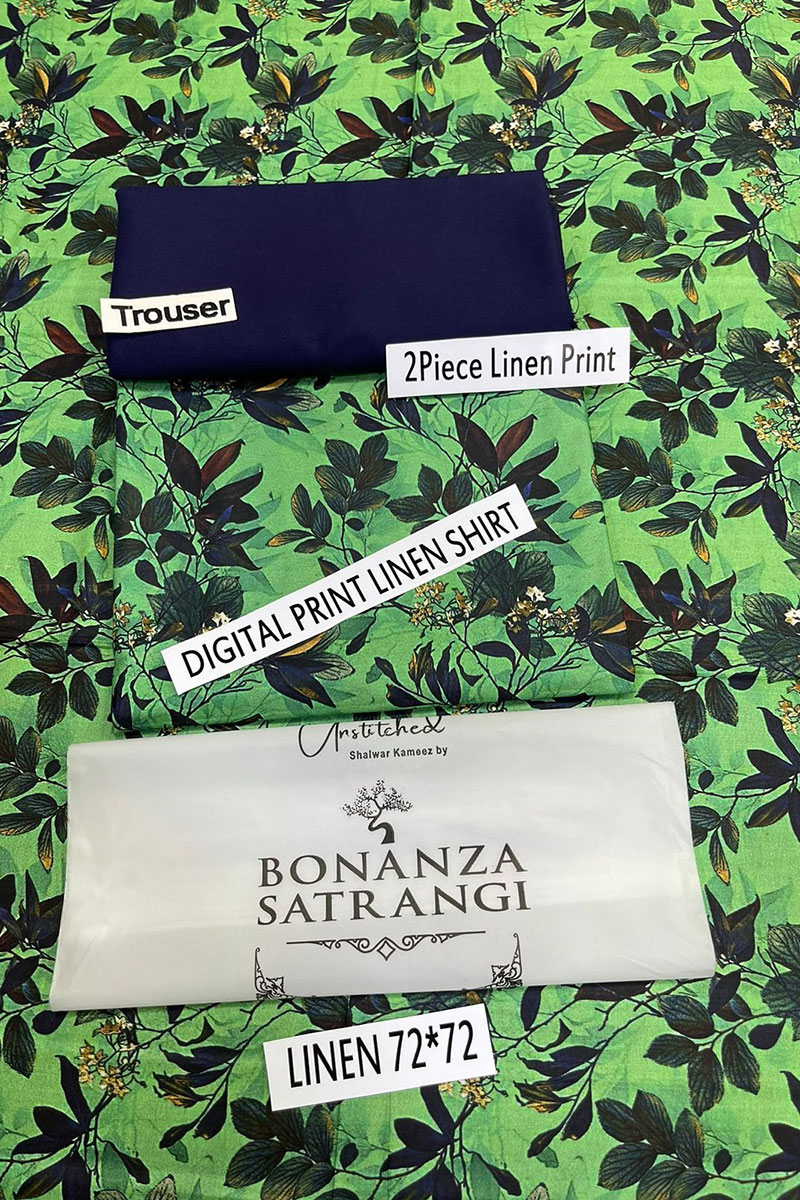 Trouser
2Piece Linen Print
DIGITAL PRINT LINEN SHIRT
Unstitched
Shalwar Kameez by
BONANZA
SATRANGI
LINEN 72*72